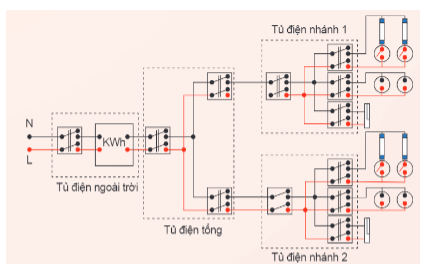 Tủ điện nhánh 1
N
KWh
L
Tủ điện ngoài trời
Tủ điện tổng
Tủ điện nhánh 2